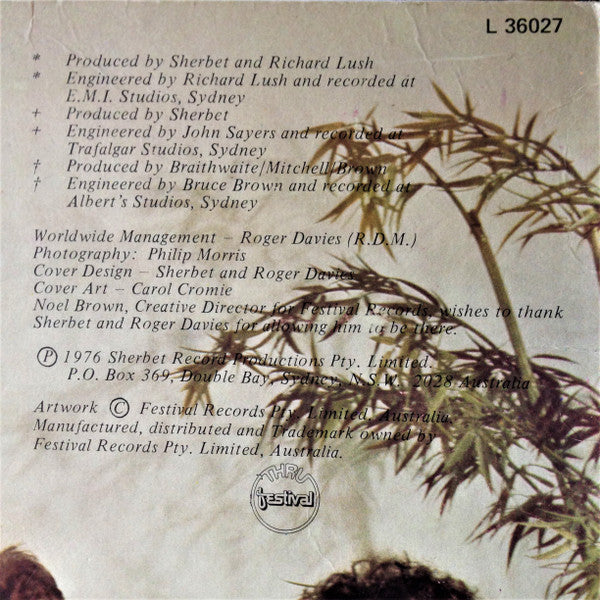 L 36027
* Produced by Sherbet and Richard Lush
* Engineered by Richard Lush and recorded at
E.M.I. Studios, Sydney
+ Produced by Sherbet
+ Engineered by John Sayers and recorded at
Trafalgar Studios, Sydney
† Produced by Braithwaite/Mitchell/Brown
† Engineered by Bruce Brown and recorded at
Albert's Studios, Sydney
Worldwide Management – Roger Davies (R.D.M.)
Photography: Philip Morris
Cover Design – Sherbet and Roger Davies
Cover Art – Carol Cromie
Noel Brown, Creative Director for Festival Records, wishes to thank
Sherbet and Roger Davies for allowing him to be there.
Ⓟ 1976 Sherbet Record Productions Pty. Limited.
P.O. Box 369, Double Bay, Sydney, N.S.W. 2028 Australia
Artwork © Festival Records Pty. Limited, Australia.
Manufactured, distributed and Trademark owned by
Festival Records Pty. Limited, Australia.
THRU
festival